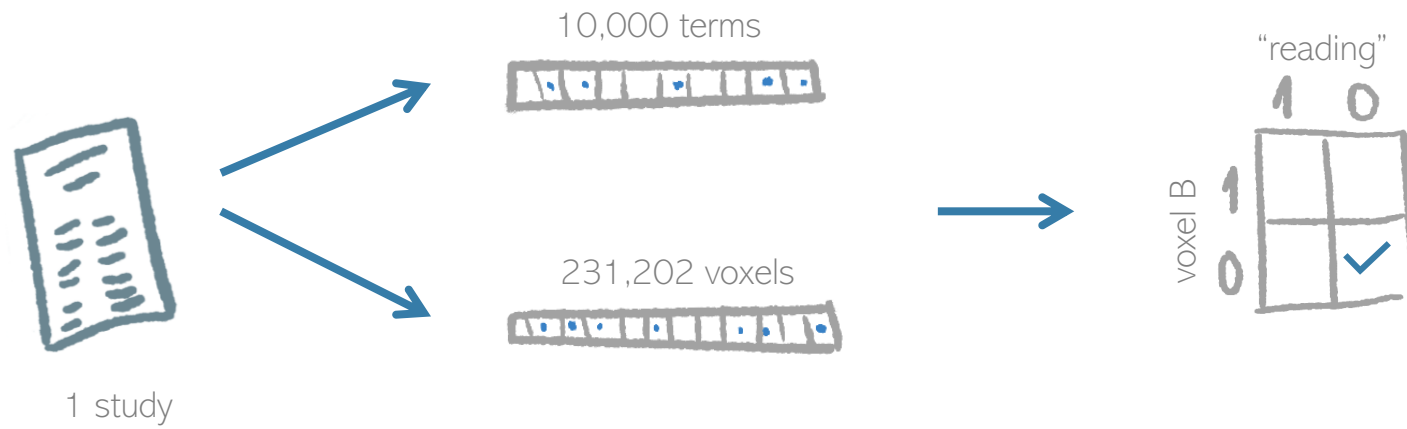 10,000 terms
231,202 voxels
1 study
“reading”
1 0
voxel B
1
0